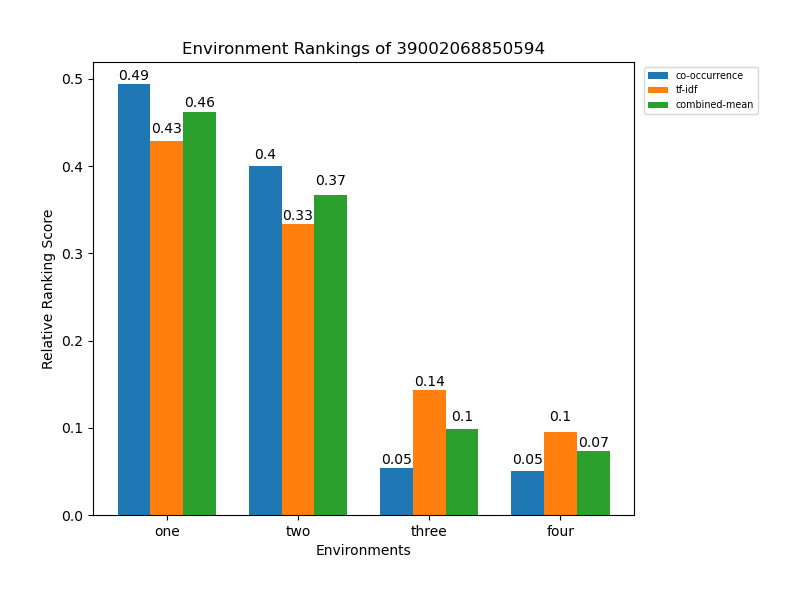 Environment Rankings of 39002068850594
co-occurrence
tf-idf
combined-mean
Relative Ranking Score
0.5
0.4
0.3
0.2
0.1
0.0
0.49
0.43
0.46
0.4
0.33
0.37
0.05
0.14
0.1
0.05
0.1
0.07
one
two
three
four
Environments